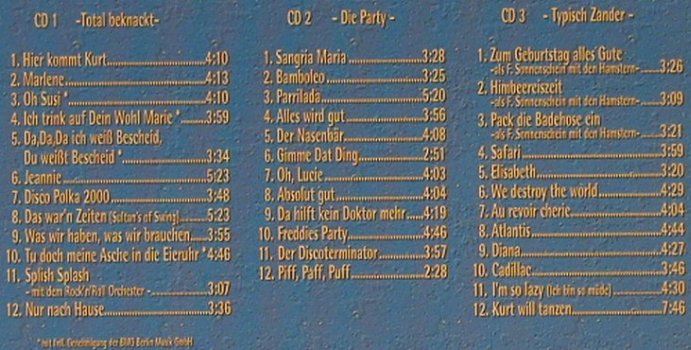 CD 1 -Total beknackt-
1. Hier kommt Kurt 4:10
2. Marlene 4:13
3. Oh Susi * 4:10
4. Ich trink auf Dein Wohl Marie * 3:59
5. Da,Da,Da ich weiß Bescheid,
Du weißt Bescheid * 3:34
6. Jeannie 5:23
7. Disco Polka 2000 3:48
8. Das war'n Zeiten (Sultan's of Swing) 5:23
9. Was wir haben, was wir brauchen 3:55
10. Tu doch meine Asche in die Eieruhr * 4:46
11. Splish Splash
- mit dem Rock'n'Roll Orchester - 3:07
12. Nur nach Hause 3:36
* mit frdl. Genehmigung der BMG Berlin Musik GmbH
CD 2 - Die Party -
1. Sangria Maria 3:28
2. Bamboleo 3:25
3. Parrilada 5:20
4. Alles wird gut 3:56
5. Der Nasenbär 4:08
6. Gimme Dat Ding 2:51
7. Oh, Lucie 4:03
8. Absolut gut 4:04
9. Da hilft kein Doktor mehr 4:19
10. Freddies Party 4:46
11. Der Discoterminator 3:57
12. Piff, Paff, Puff 2:28
CD 3 - Typisch Zander -
1. Zum Geburtstag alles Gute
-als F. Sonnenschein mit den Hamstern- 3:26
2. Himbeereiszeit
-als F. Sonnenschein mit den Hamstern- 3:09
3. Pack die Badehose ein
-als F. Sonnenschein mit den Hamstern- 3:21
4. Safari 3:59
5. Elisabeth 3:20
6. We destroy the world 4:29
7. Au revoir cherie 4:04
8. Atlantis 4:44
9. Diana 4:27
10. Cadillac 3:46
11. I'm so lazy (ich bin so müde) 4:30
12. Kurt will tanzen 7:46